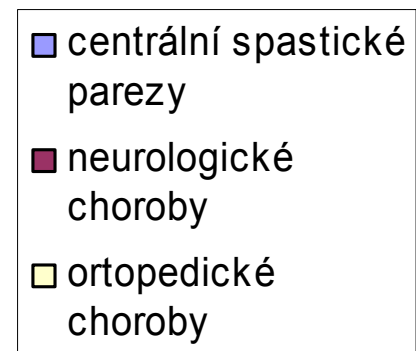 centrální spastické
parezy
neurologické
choroby
ortopedické
choroby